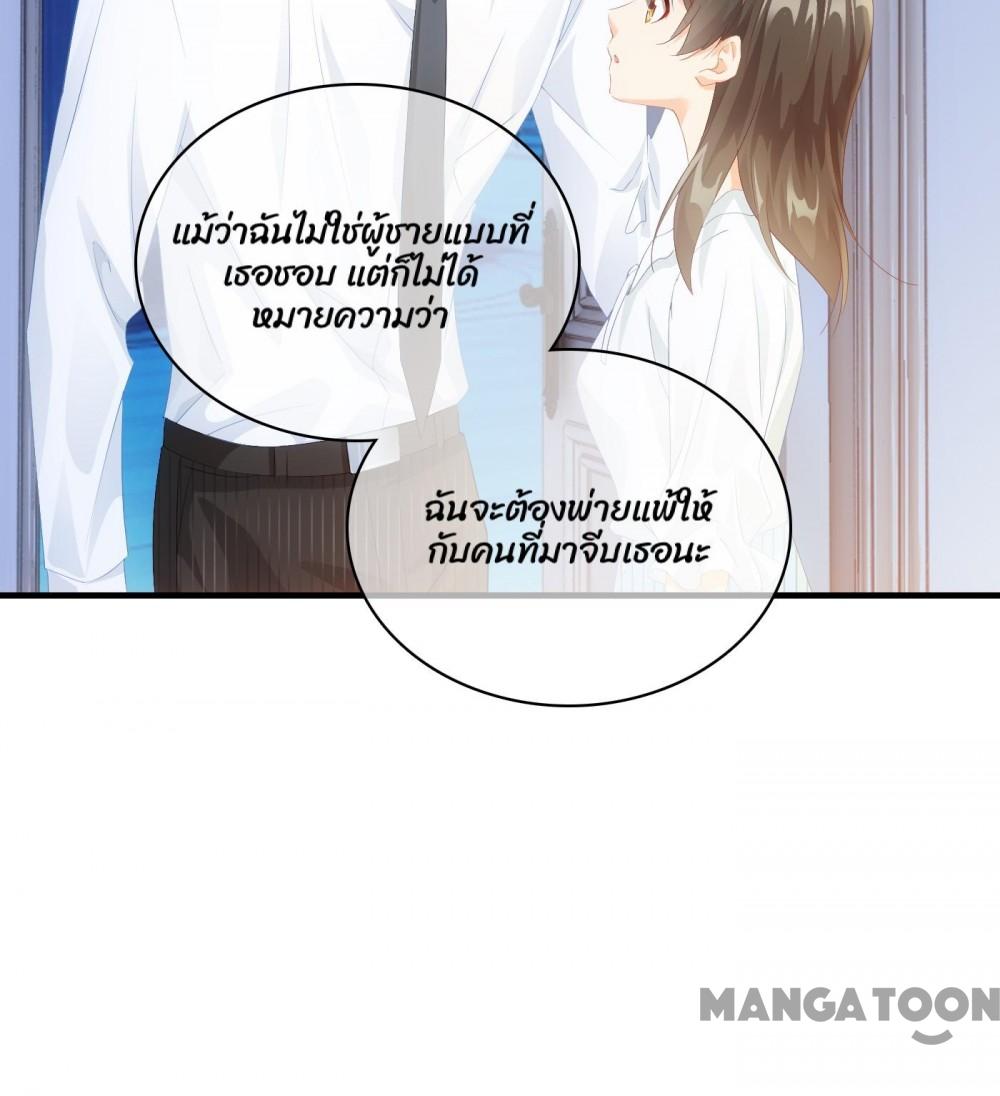 แม้ว่าฉันไม่ใช่ผู้ชายแบบที่
เธอชอบ แต่ก็ไม่ได้
หมายความว่า
ฉันจะต้องพ่ายแพ้ให้
กับคนที่มาจีบเธอนะ
MANGATOON